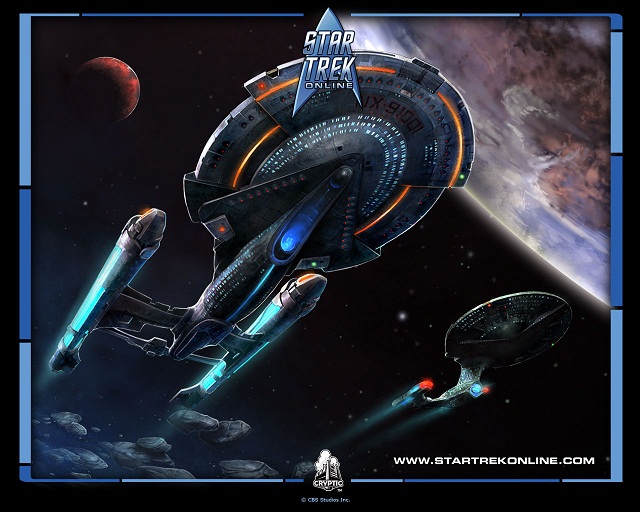 STAR
TREK
ONLINE
WWW.STARTREKONLINE.COM
CRYPTIC
© CBS Studios Inc.